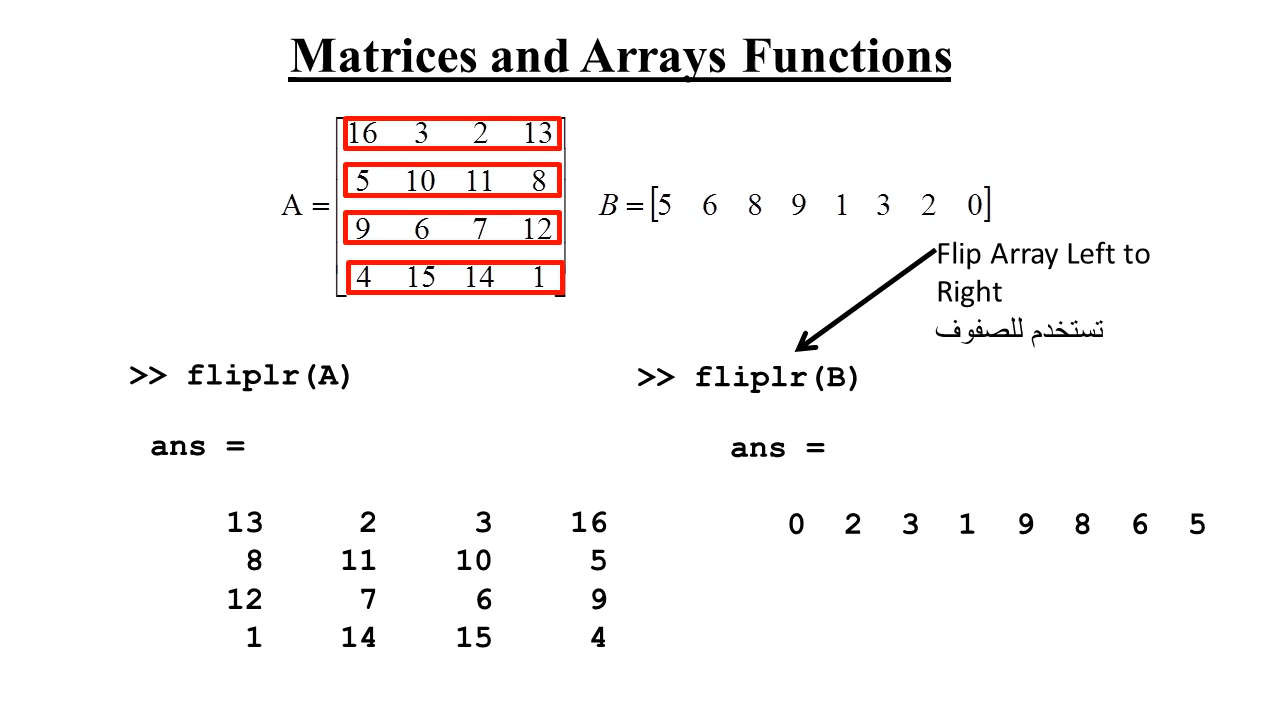 Matrices and Arrays Functions
A = [16 3 2 13
5 10 11 8
9 6 7 12
4 15 14 1]
B = [5 6 8 9 1 3 2 0]
Flip Array Left to
Right
تستخدم للصفوف
>> fliplr(A)
ans =
13 2 3 16
8 11 10 5
12 7 6 9
1 14 15 4
>> fliplr(B)
ans =
0 2 3 1 9 8 6 5